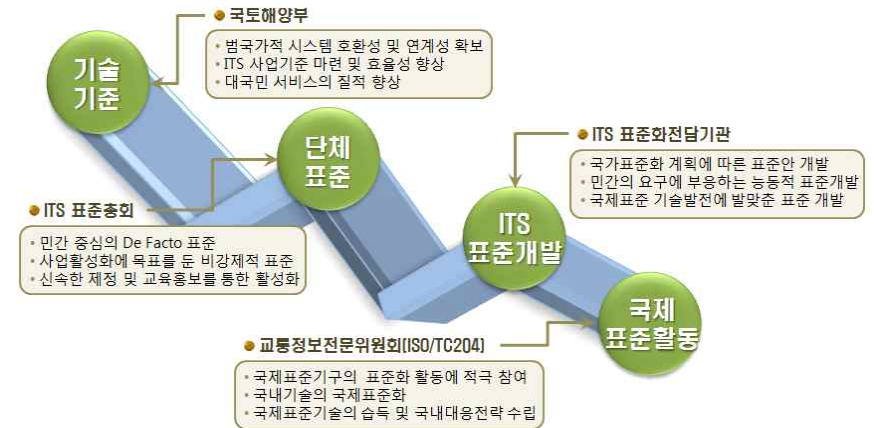 국토해양부
• 범국가적 시스템 호환성 및 연계성 확보
• ITS 사업기준 마련 및 효율성 향상
• 대국민 서비스의 질적 향상
기술
기준
단체
표준
ITS 표준화전담기관
• 국가표준화 계획에 따른 표준안 개발
• 민간의 요구에 부응하는 능동적 표준개발
• 국제표준 기술발전에 발맞춘 표준 개발
ITS 표준총회
• 민간 중심의 De Facto 표준
• 사업활성화에 목표를 둔 비강제적 표준
• 신속한 제정 및 교육홍보를 통한 활성화
ITS
표준개발
국제
표준활동
교통정보전문위원회(ISO/TC204)
• 국제표준기구의 표준화 활동에 적극 참여
• 국내기술의 국제표준화
• 국제표준기술의 습득 및 국내대응전략 수립